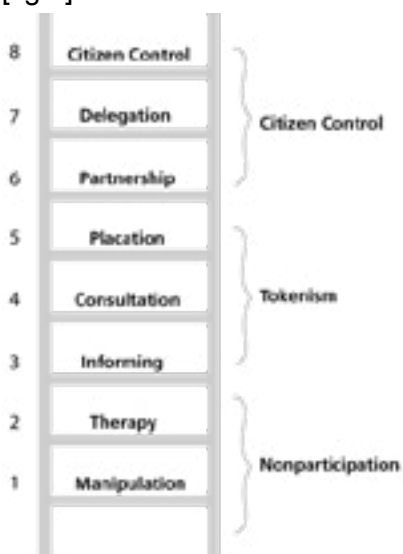 8 Citizen Control
7 Delegation
Citizen Control
6 Partnership
5 Placation
4 Consultation
Tokenism
3 Informing
2 Therapy
Nonparticipation
1 Manipulation